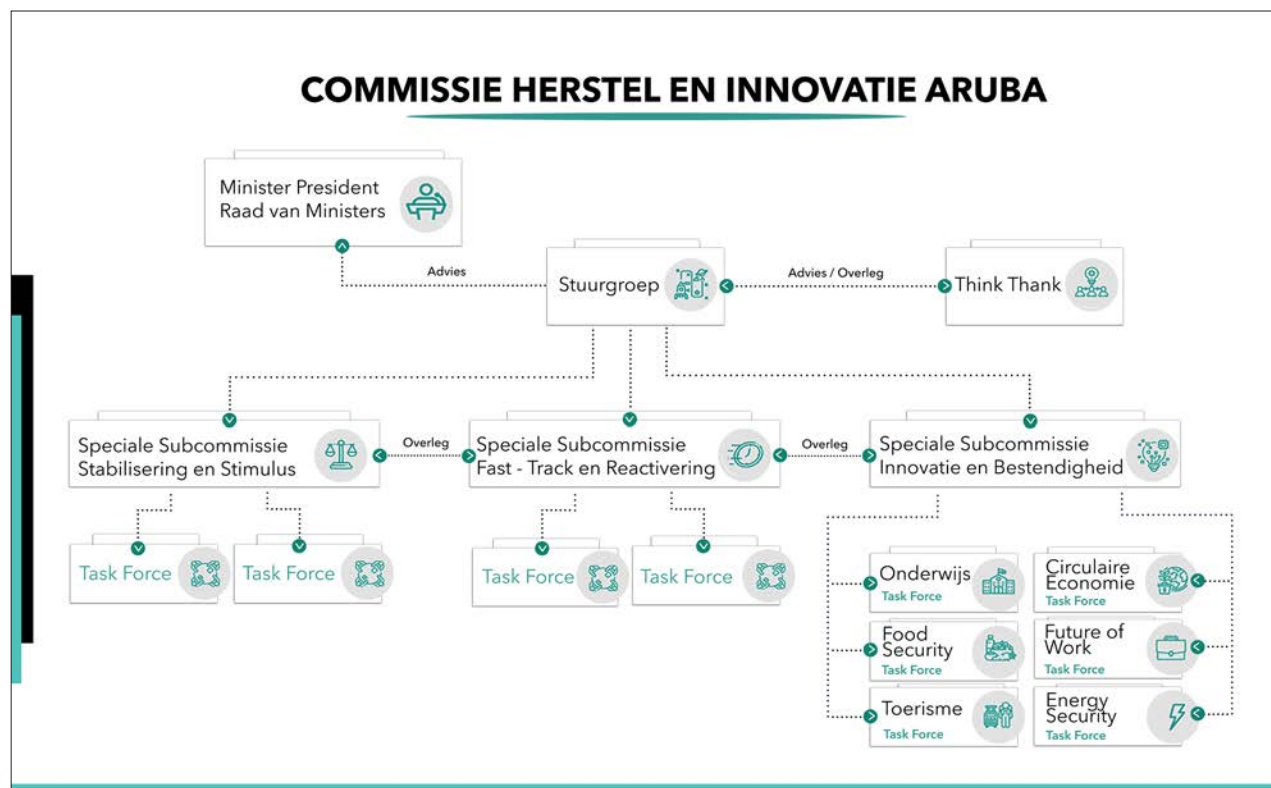 COMMISSIE HERSTEL EN INNOVATIE ARUBA
Minister President
Raad van Ministers
Advies
Stuurgroep
Advies / Overleg
Think Thank
Speciale Subcommissie
Stabilisering en Stimulus
Overleg
Speciale Subcommissie
Fast - Track en Reactivering
Overleg
Speciale Subcommissie
Innovatie en Bestendigheid
Task Force
Task Force
Task Force
Task Force
Onderwijs
Task Force
Circulaire
Economie
Task Force
Food
Security
Task Force
Future of
Work
Task Force
Toerisme
Task Force
Energy
Security
Task Force